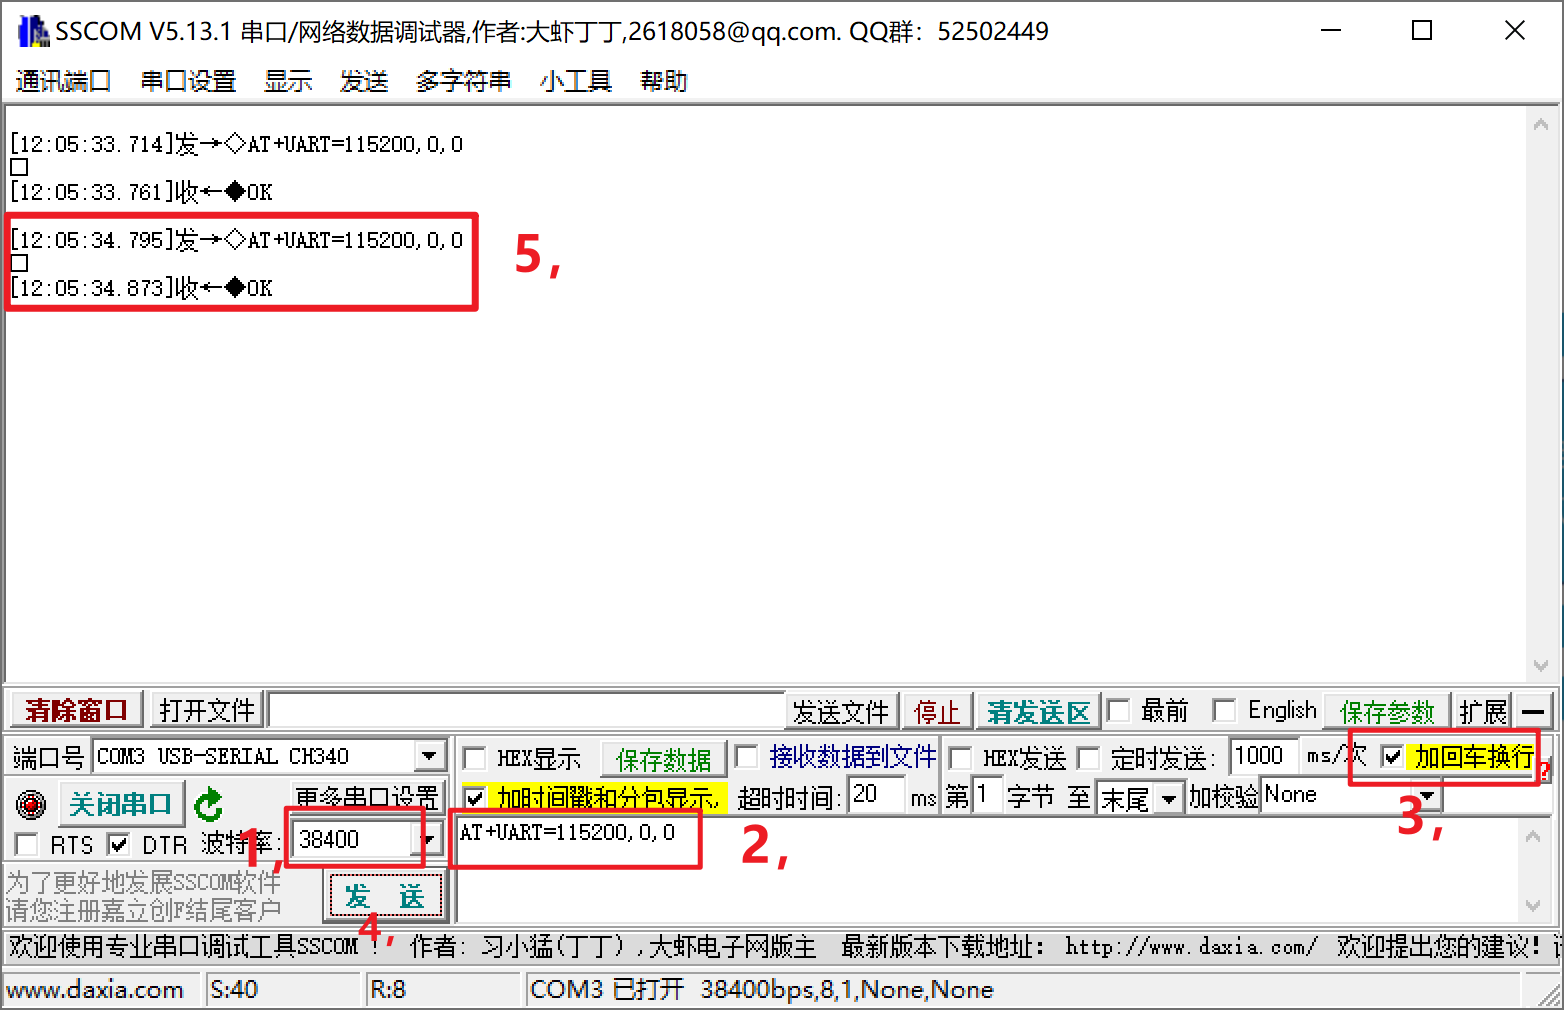 SSCOM V5.13.1 串口/网络数据调试器,作者:大虾丁丁,2618058@qq.com. QQ群：52502449
通讯端口 串口设置 显示 发送 多字符串 小工具 帮助
[12:05:33.714]发→◇AT+UART=115200,0,0
□
[12:05:33.761]收←◆OK
[12:05:34.795]发→◇AT+UART=115200,0,0
□
[12:05:34.873]收←◆OK
5，
清除窗口 打开文件 发送文件 停止 清发送区 最前 English 保存参数 扩展 —
端口号 COM3 USB-SERIAL CH340 HEX显示 保存数据 接收数据到文件 HEX发送 定时发送: 1000 ms/次 加回车换行 ?
关闭串口 更多串口设置 加时间戳和分包显示, 超时时间: 20 ms 第1 字节 至 末尾 加校验 None
3，
RTS DTR 波特率: 38400 AT+UART=115200,0,0
1， 2，
为了更好地发展SSCOM软件
请您注册嘉立创F结尾客户
发 送
4，
欢迎使用专业串口调试工具SSCOM ！ 作者：习小猛(丁丁),大虾电子网版主 最新版本下载地址： http://www.daxia.com/ 欢迎提出您的建议！
www.daxia.com S:40 R:8 COM3 已打开 38400bps,8,1,None,None